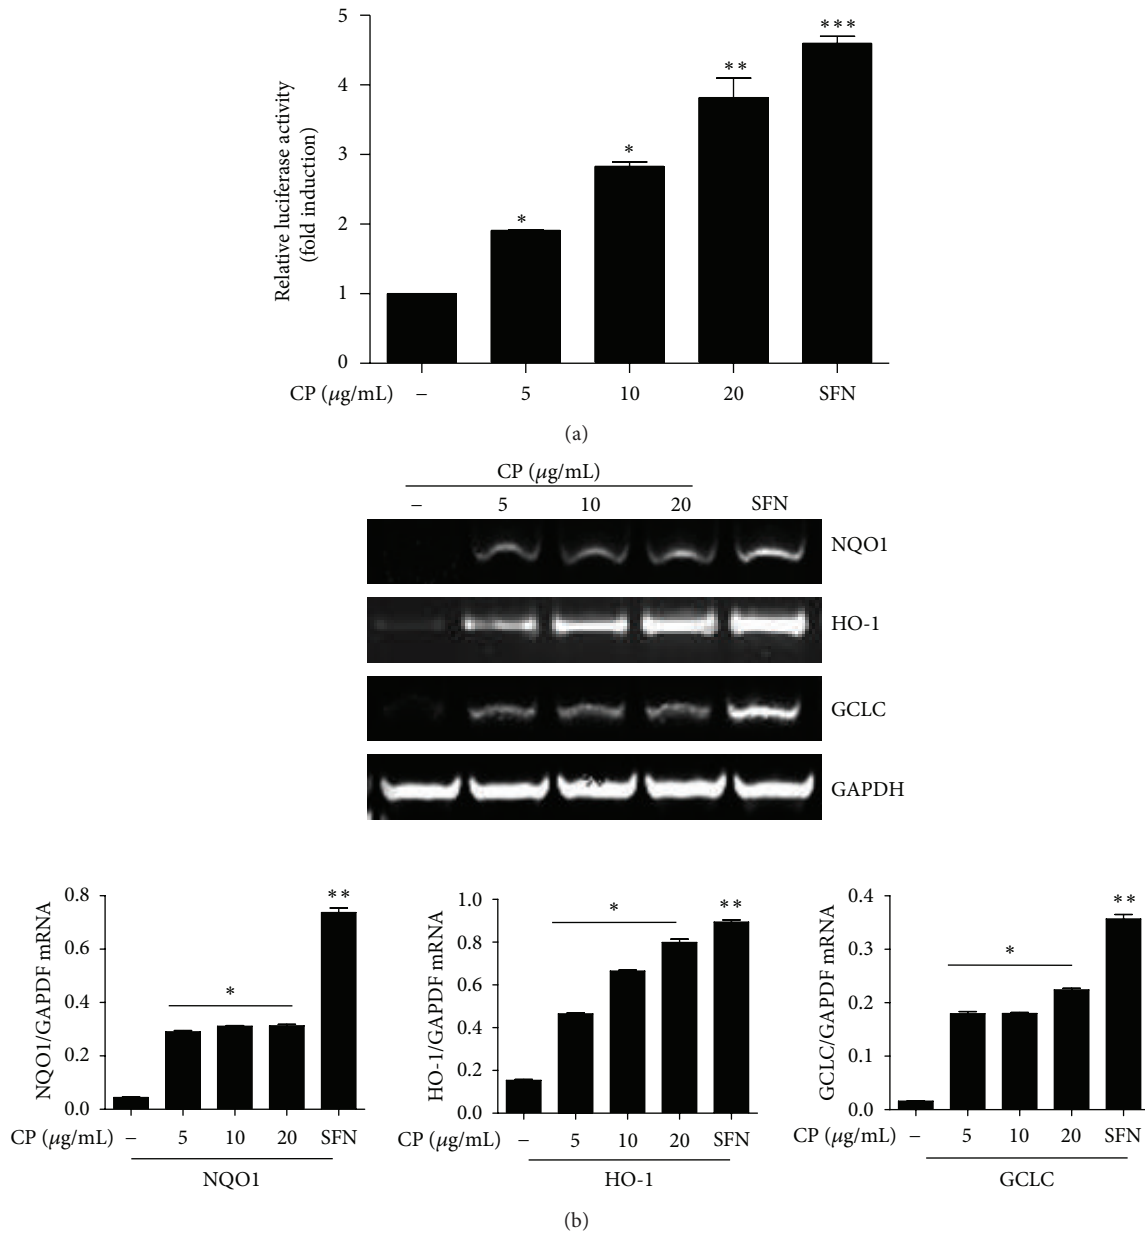 5
4
3
2
1
0
Relative luciferase activity
(fold induction)
*
*
**
***
CP (μg/mL) – 5 10 20 SFN
(a)
CP (μg/mL)
– 5 10 20 SFN
NQO1
HO-1
GCLC
GAPDH
0.8
0.6
0.4
0.2
0.0
NQO1/GAPDF mRNA
*
**
CP (μg/mL) – 5 10 20 SFN
NQO1
1.0
0.8
0.6
0.4
0.2
0.0
HO-1/GAPDF mRNA
*
**
CP (μg/mL) – 5 10 20 SFN
HO-1
0.4
0.3
0.2
0.1
0.0
GCLC/GAPDF mRNA
*
**
CP (μg/mL) – 5 10 20 SFN
GCLC
(b)